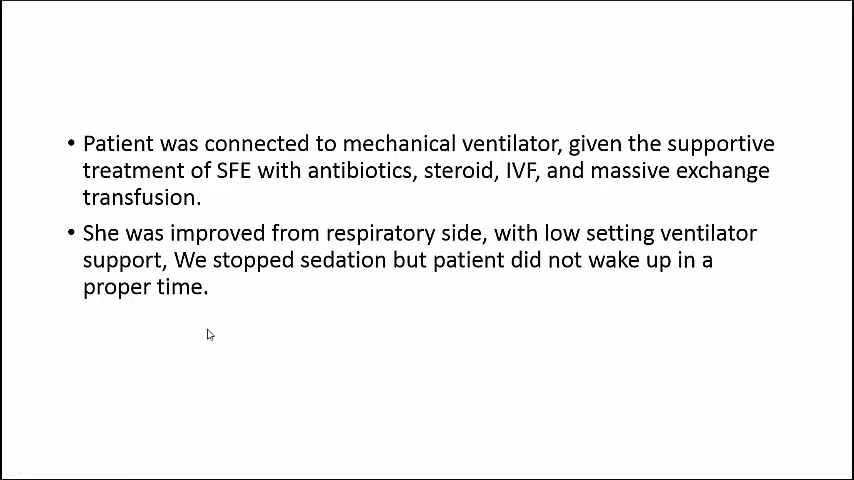 • Patient was connected to mechanical ventilator, given the supportive
treatment of SFE with antibiotics, steroid, IVF, and massive exchange
transfusion.
• She was improved from respiratory side, with low setting ventilator
support, We stopped sedation but patient did not wake up in a
proper time.